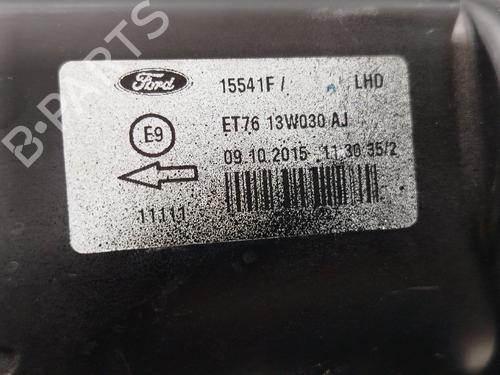 B-PARTS
Ford 15541F / LHD
E9 ET76 13W030 AJ
09.10.2015 11:30:35/2
11111